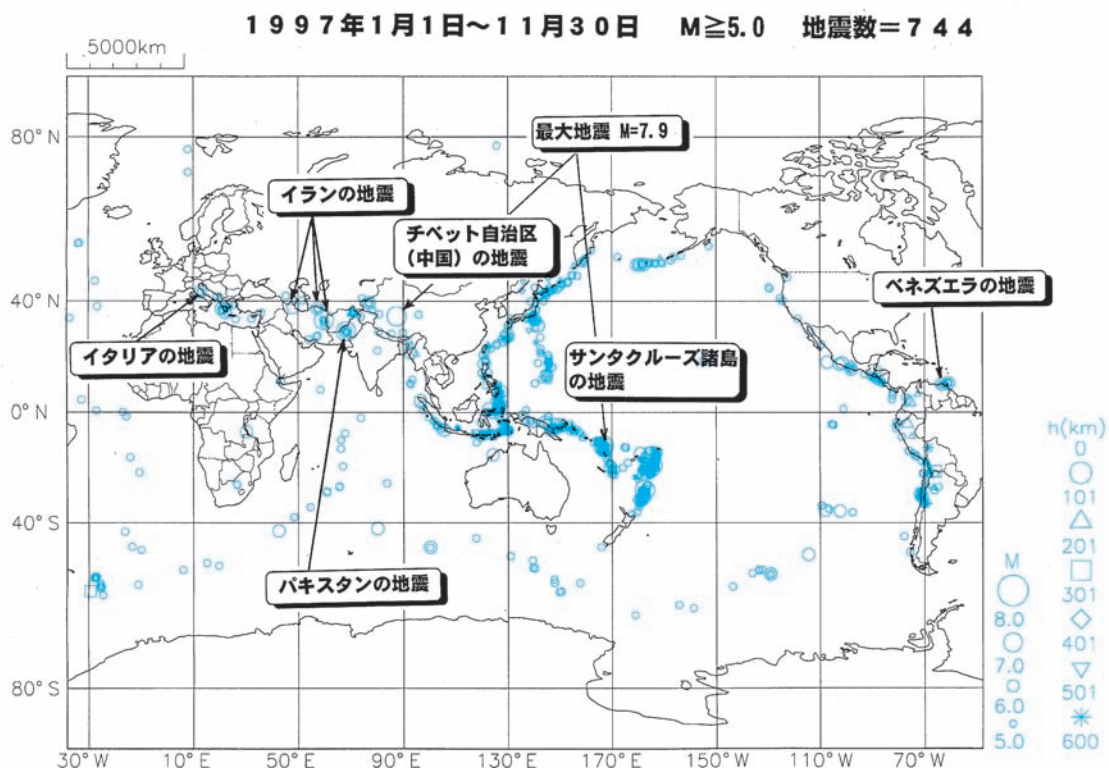 １９９７年１月１日～１１月３０日　M≧5.0　地震数＝７４４
5000km
80°N
40°N
0°N
40°S
80°S
30°W
10°E
50°E
90°E
130°E
170°E
150°W
110°W
70°W
最大地震 M=7.9
イランの地震
チベット自治区
（中国）の地震
ベネズエラの地震
イタリアの地震
サンタクルーズ諸島
の地震
パキスタンの地震
M
8.0
7.0
6.0
5.0
h(km)
0
101
201
301
401
501
600